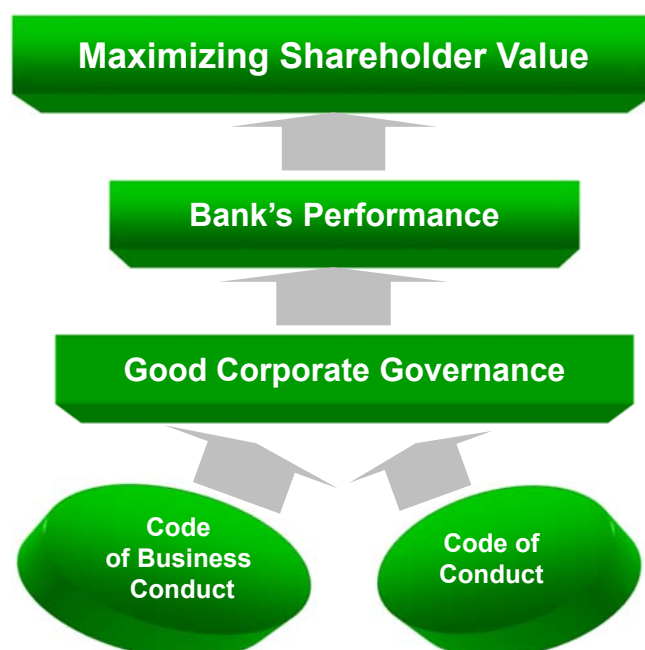 Maximizing Shareholder Value
Bank’s Performance
Good Corporate Governance
Code
of Business
Conduct
Code of
Conduct